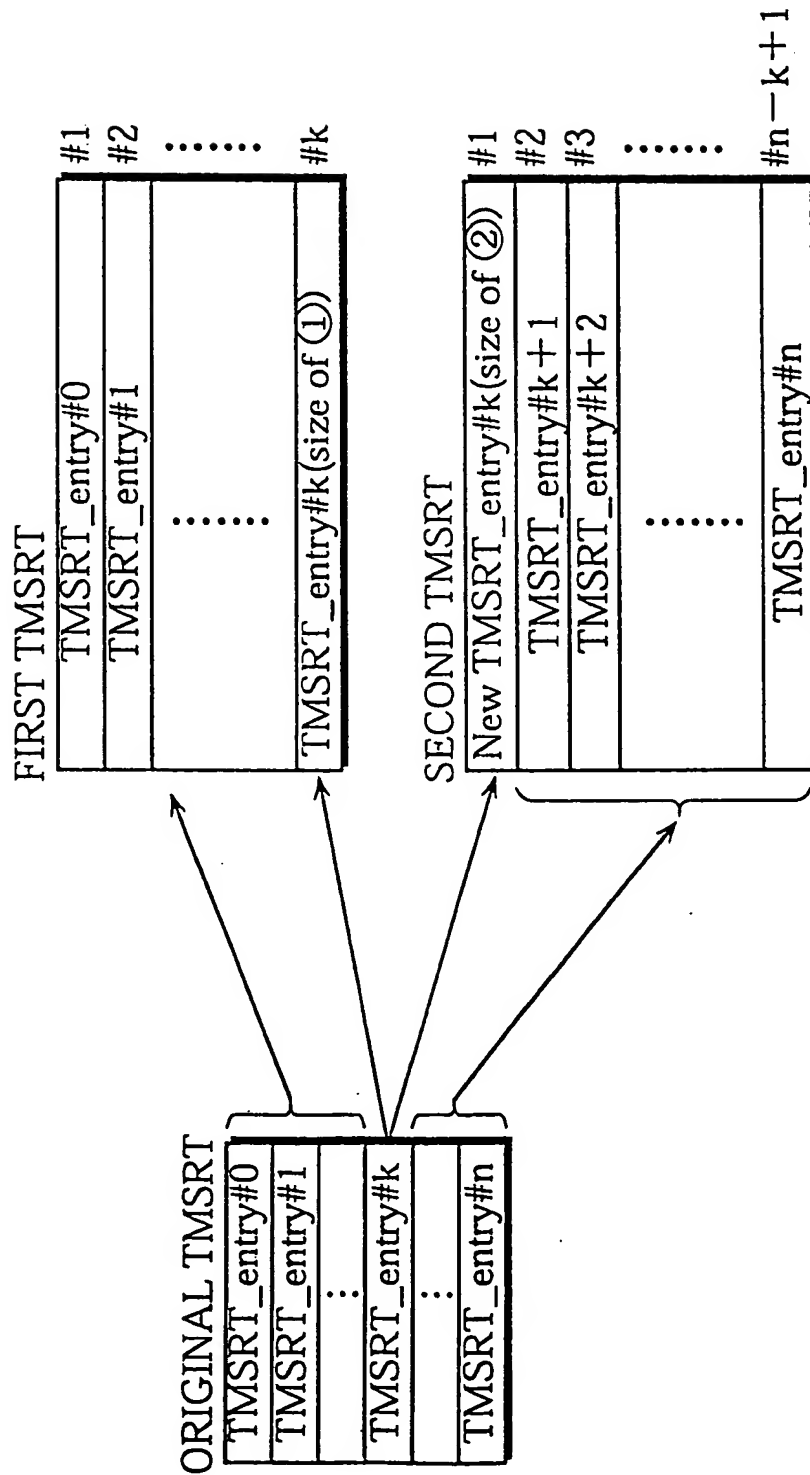 ORIGINAL TMSRT
TMSRT_entry#0
TMSRT_entry#1
...
TMSRT_entry#k
...
TMSRT_entry#n
FIRST TMSRT
TMSRT_entry#0 #1
TMSRT_entry#1 #2
....... .......
TMSRT_entry#k(size of ①) #k
SECOND TMSRT
New TMSRT_entry#k(size of ②) #1
TMSRT_entry#k+1 #2
TMSRT_entry#k+2 #3
....... .......
TMSRT_entry#n #n−k+1